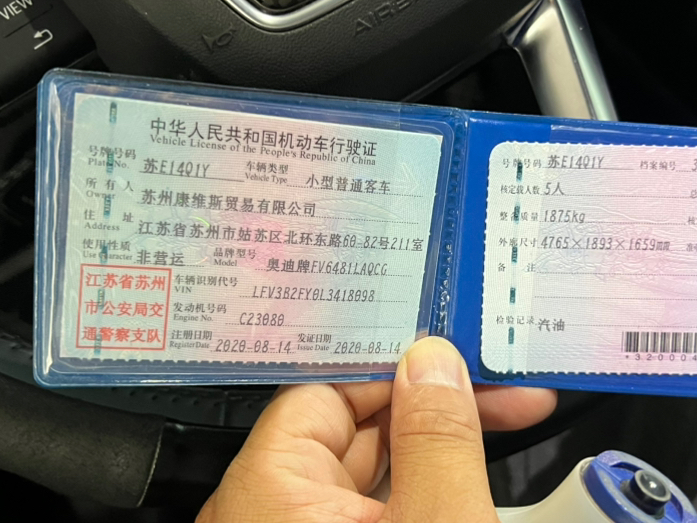 VIEW
AIRB
中华人民共和国机动车行驶证
Vehicle License of the People's Republic of China
号牌号码 苏E14Q1Y 车辆类型 小型普通客车
Plate No. Vehicle Type
所有人 苏州康维斯贸易有限公司
Owner
住址 江苏省苏州市姑苏区北环东路60-82号211室
Address
使用性质 非营运 品牌型号 奥迪牌FV6481LAQCG
Use Character Model
江苏省苏州
市公安局交
通警察支队
车辆识别代号 LFV3B2FY0L3418098
VIN
发动机号码 C23080
Engine No.
注册日期 2020-08-14 发证日期 2020-08-14
Register Date Issue Date
号牌号码 苏E14Q1Y 档案编号 3
核定载人数 5人
整备质量 1875kg
外廓尺寸 4765×1893×1659mm
备注
检验记录 汽油